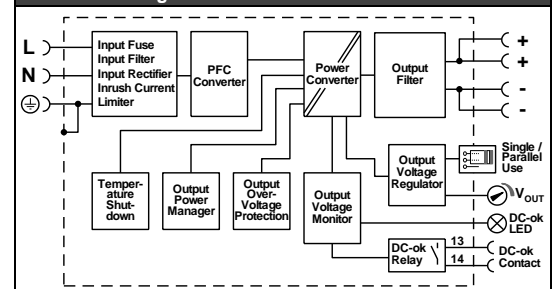 L
N
Input Fuse
Input Filter
Input Rectifier
Inrush Current
Limiter
PFC
Converter
Power
Converter
Output
Filter
+
+
-
-
Temper-
ature
Shut-
down
Output
Power
Manager
Output
Over-
Voltage
Protection
Output
Voltage
Monitor
Output
Voltage
Regulator
Single /
Parallel
Use
VOUT
DC-ok
LED
DC-ok
Relay
13
14
DC-ok
Contact